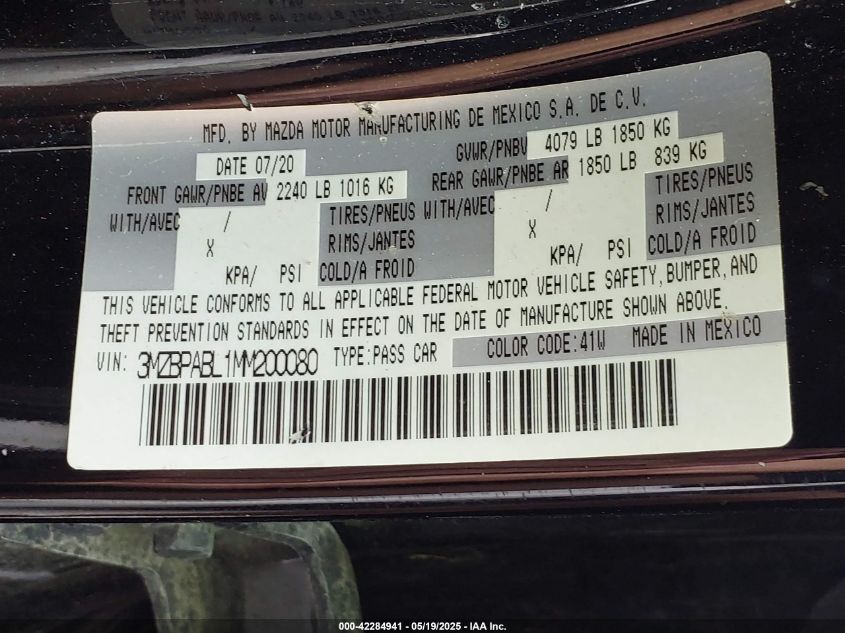 MFD. BY MAZDA MOTOR MANUFACTURING DE MEXICO S.A. DE C.V.
DATE 07/20 GVWR/PNBV 4079 LB 1850 KG
FRONT GAWR/PNBE AV 2240 LB 1016 KG REAR GAWR/PNBE AR 1850 LB 839 KG
WITH/AVEC / TIRES/PNEUS WITH/AVEC / TIRES/PNEUS
X RIMS/JANTES X RIMS/JANTES
KPA/ PSI COLD/A FROID KPA/ PSI COLD/A FROID
THIS VEHICLE CONFORMS TO ALL APPLICABLE FEDERAL MOTOR VEHICLE SAFETY, BUMPER, AND
THEFT PREVENTION STANDARDS IN EFFECT ON THE DATE OF MANUFACTURE SHOWN ABOVE.
VIN: 3MZBPABL1MM200080 TYPE:PASS CAR COLOR CODE:41W MADE IN MEXICO
000-42284941 - 05/19/2025 - IAA Inc.